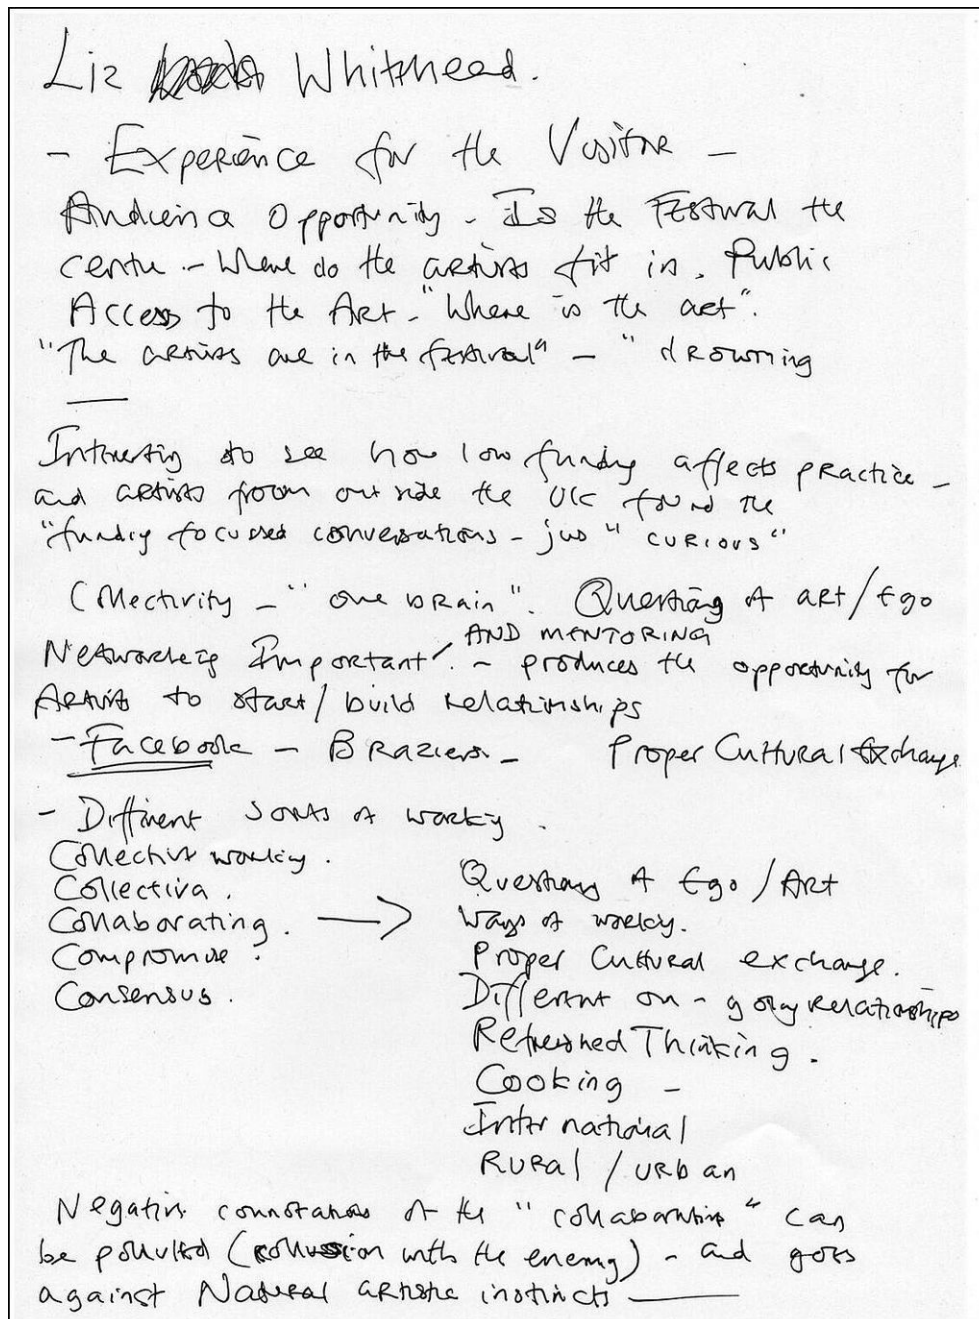 Liz Whitehead.
- Experience for the Visitor -
Audience Opportunity - Is the Festival the
centre - Where do the artists fit in. Public
Access to the Art - "Where is the art".
"The artists are in the festival" - "drowning
Interesting to see how low funding affects practice -
and artists from outside the UK found the
"funding focused conversations - "curious"
Collectivity - "one brain". Questions of art/Ego
AND MENTORING
Networking Important - produces the opportunity for
Artists to start/build relationships
- Facebook - Braziers - Proper Cultural Exchange
- Different sorts of working.
Collective working.
Collective.
Collaborating. →
Compromise.
Consensus.
Questions of Ego/Art
Ways of working.
Proper Cultural exchange.
Different on-going Relationships
Refreshed Thinking.
Cooking -
International
Rural/urban
Negative connotations of the "collaborative" can
be polluted (collusion with the enemy) - and goes
against Natural artistic instincts -